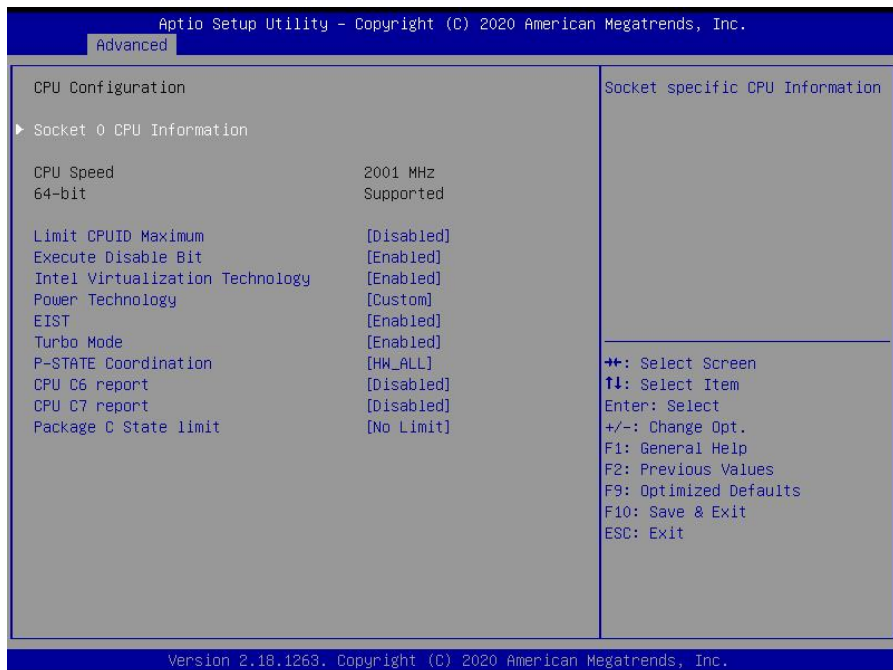 Aptio Setup Utility – Copyright (C) 2020 American Megatrends, Inc.
Advanced
CPU Configuration
Socket 0 CPU Information
CPU Speed 2001 MHz
64-bit Supported
Limit CPUID Maximum [Disabled]
Execute Disable Bit [Enabled]
Intel Virtualization Technology [Enabled]
Power Technology [Custom]
EIST [Enabled]
Turbo Mode [Enabled]
P-STATE Coordination [HW_ALL]
CPU C6 report [Disabled]
CPU C7 report [Disabled]
Package C State limit [No Limit]
Socket specific CPU Information
→←: Select Screen
↑↓: Select Item
Enter: Select
+/-: Change Opt.
F1: General Help
F2: Previous Values
F9: Optimized Defaults
F10: Save & Exit
ESC: Exit
Version 2.18.1263. Copyright (C) 2020 American Megatrends, Inc.